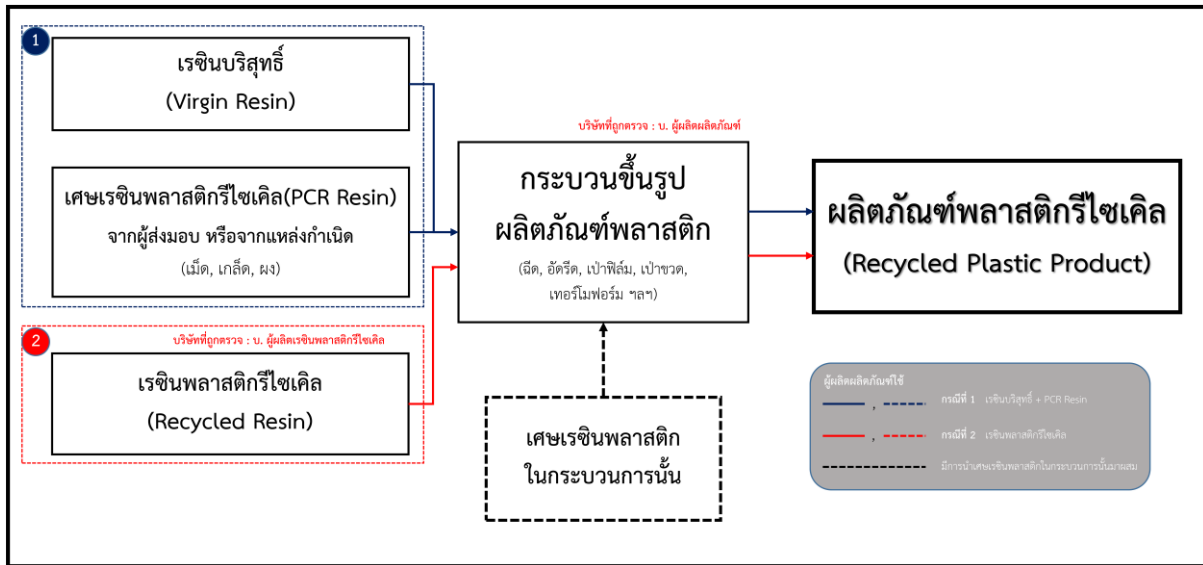 1
เรซินบริสุทธิ์
(Virgin Resin)
เศษเรซินพลาสติกรีไซเคิล(PCR Resin)
จากผู้ส่งมอบ หรือจากแหล่งกำเนิด
(เม็ด, เกล็ด, ผง)
2
บริษัทที่ถูกตรวจ : บ. ผู้ผลิตเรซินพลาสติกรีไซเคิล
เรซินพลาสติกรีไซเคิล
(Recycled Resin)
บริษัทที่ถูกตรวจ : บ. ผู้ผลิตผลิตภัณฑ์
กระบวนขึ้นรูป
ผลิตภัณฑ์พลาสติก
(ฉีด, อัดรีด, เป่าฟิล์ม, เป่าขวด,
เทอร์โมฟอร์ม ฯลฯ)
เศษเรซินพลาสติก
ในกระบวนการนั้น
ผลิตภัณฑ์พลาสติกรีไซเคิล
(Recycled Plastic Product)
ผู้ผลิตผลิตภัณฑ์ใช้
, กรณีที่ 1 เรซินบริสุทธิ์ + PCR Resin
, กรณีที่ 2 เรซินพลาสติกรีไซเคิล
มีการนำเศษเรซินพลาสติกในกระบวนการนั้นมาผสม